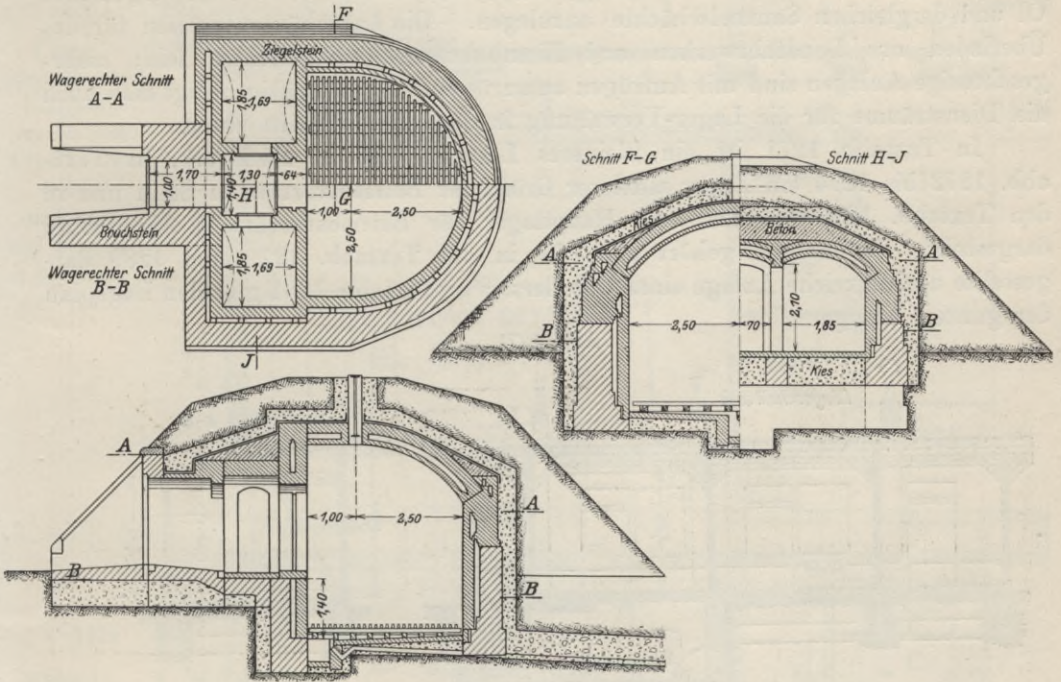 F
Ziegelstein
Wagerechter Schnitt
A-A
1,85
1,69
1,00
1,70
1,40
1,30
64
H
G
1,00
2,50
2,50
Bruchstein
1,85
1,69
Wagerechter Schnitt
B-B
J
Schnitt F-G
Schnitt H-J
Kies
Beton
A
A
2,10
2,50
70
1,85
B
B
Kies
A
1,00
2,50
A
B
B
1,40